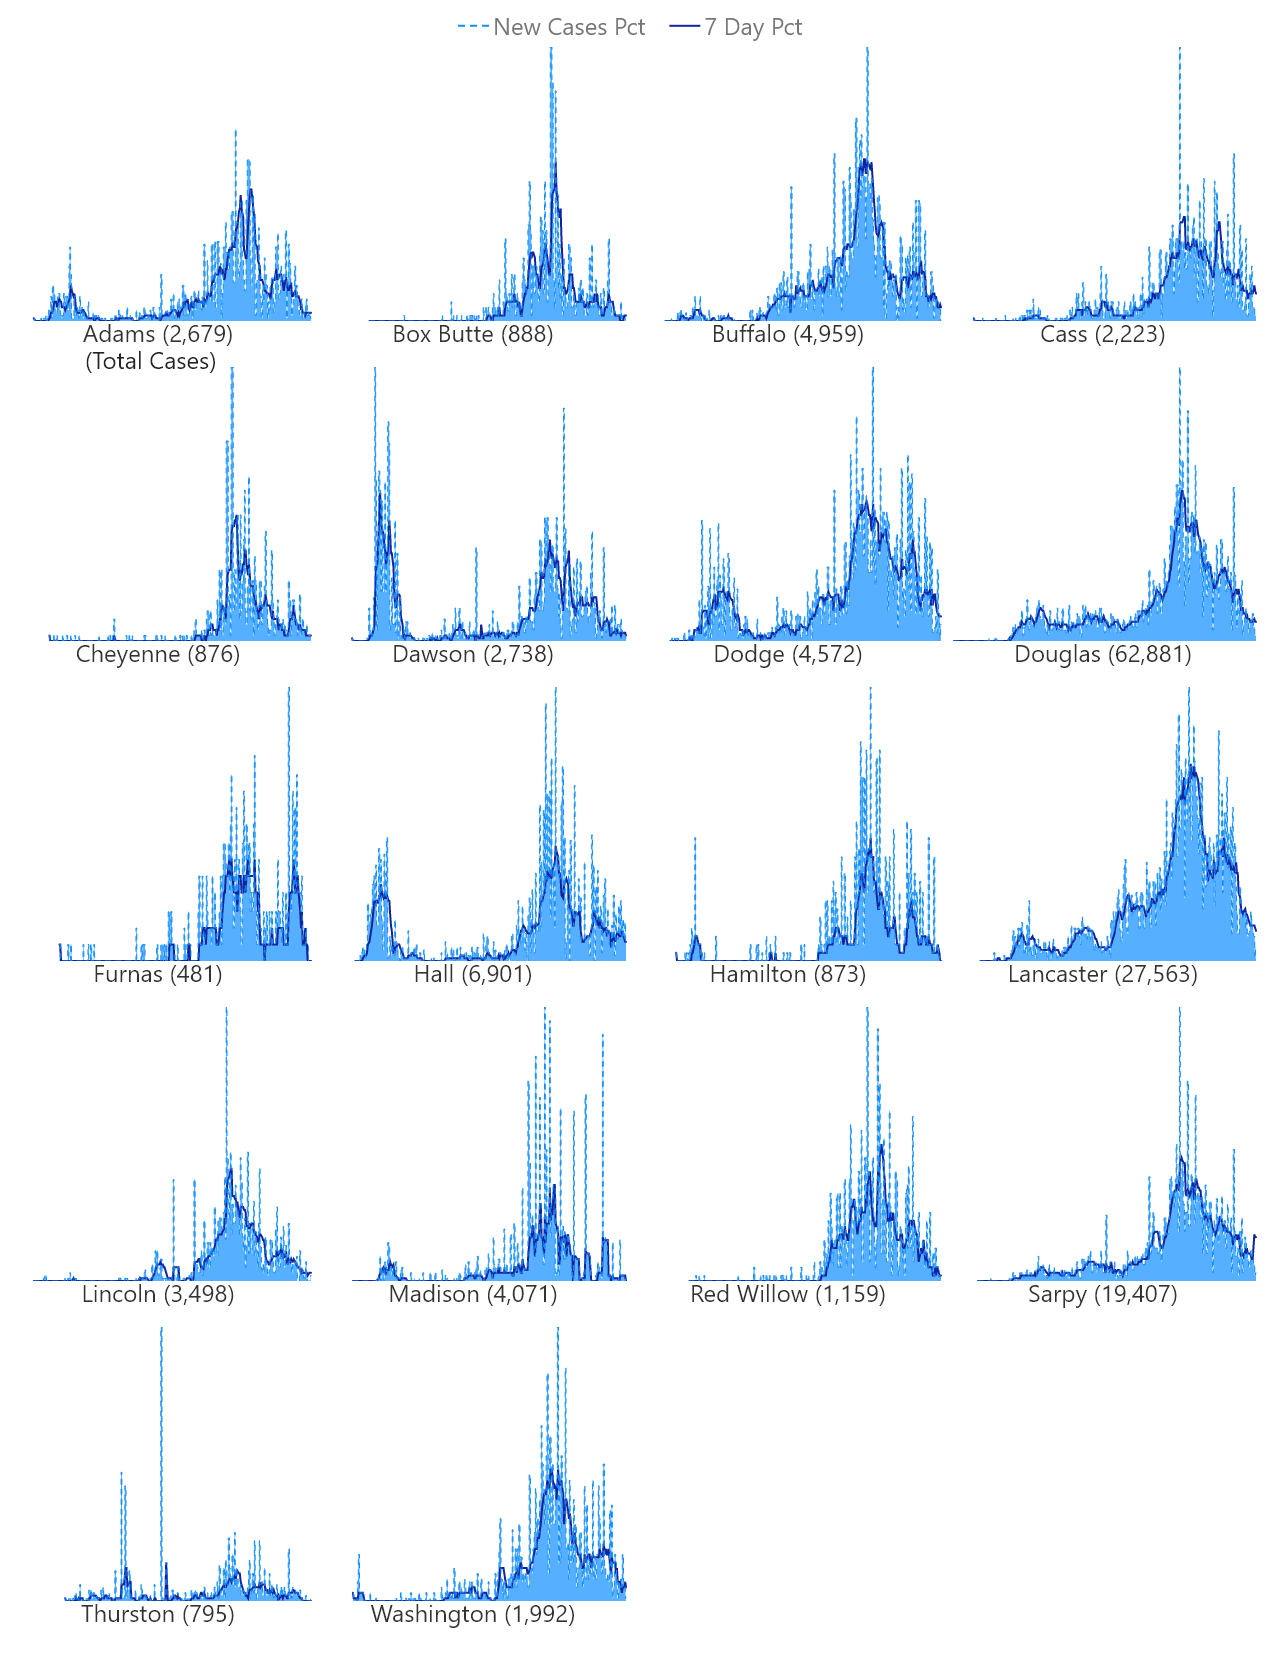 New Cases Pct 7 Day Pct
Adams (2,679)
(Total Cases)
Box Butte (888)
Buffalo (4,959)
Cass (2,223)
Cheyenne (876)
Dawson (2,738)
Dodge (4,572)
Douglas (62,881)
Furnas (481)
Hall (6,901)
Hamilton (873)
Lancaster (27,563)
Lincoln (3,498)
Madison (4,071)
Red Willow (1,159)
Sarpy (19,407)
Thurston (795)
Washington (1,992)